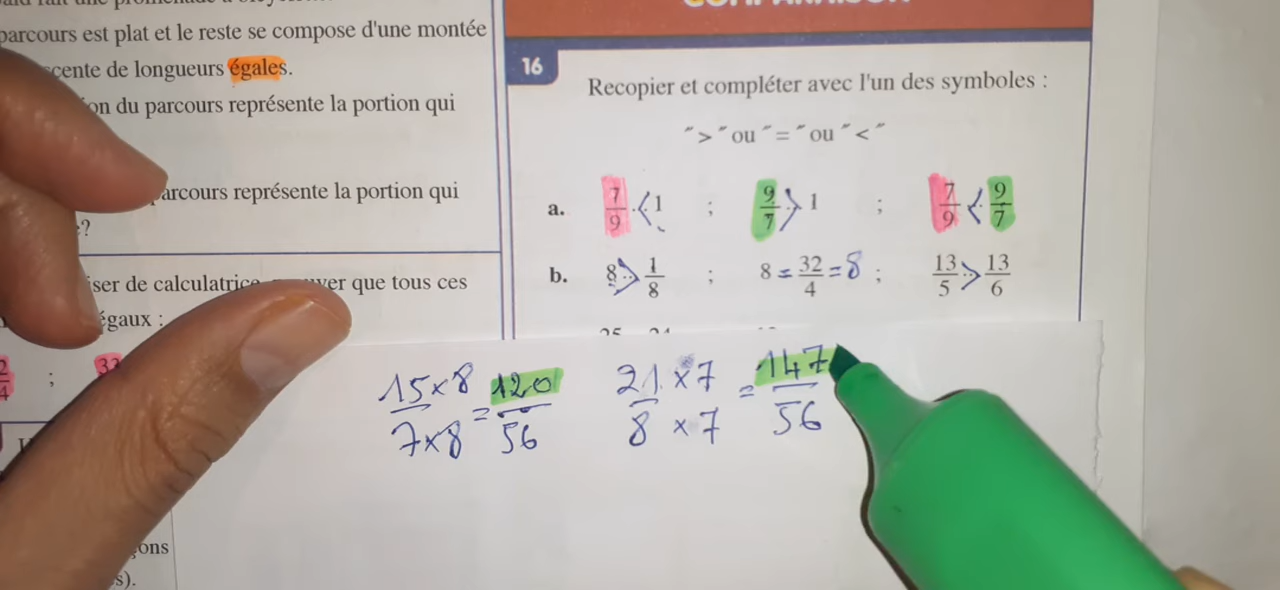 parcours est plat et le reste se compose d'une montée
cente de longueurs égales.
on du parcours représente la portion qui
arcours représente la portion qui
?
iser de calculatrice que tous ces
égaux :
ons
s).
16
Recopier et compléter avec l'un des symboles :
">" ou "=" ou "<"
a. 7/9 < 1 ; 9/7 > 1 ; 7/9 < 9/7
b. 8 > 1/8 ; 8 = 32/4 = 8 ; 13/5 > 13/6
15×8/7×8 = 120/56 21×7/8×7 = 147/56